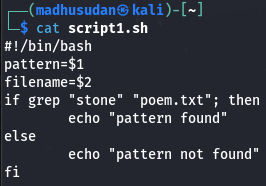 ┌──(madhusudan㉿kali)-[~]
└─$ cat script1.sh
#!/bin/bash
pattern=$1
filename=$2
if grep "stone" "poem.txt"; then
        echo "pattern found"
else
        echo "pattern not found"
fi